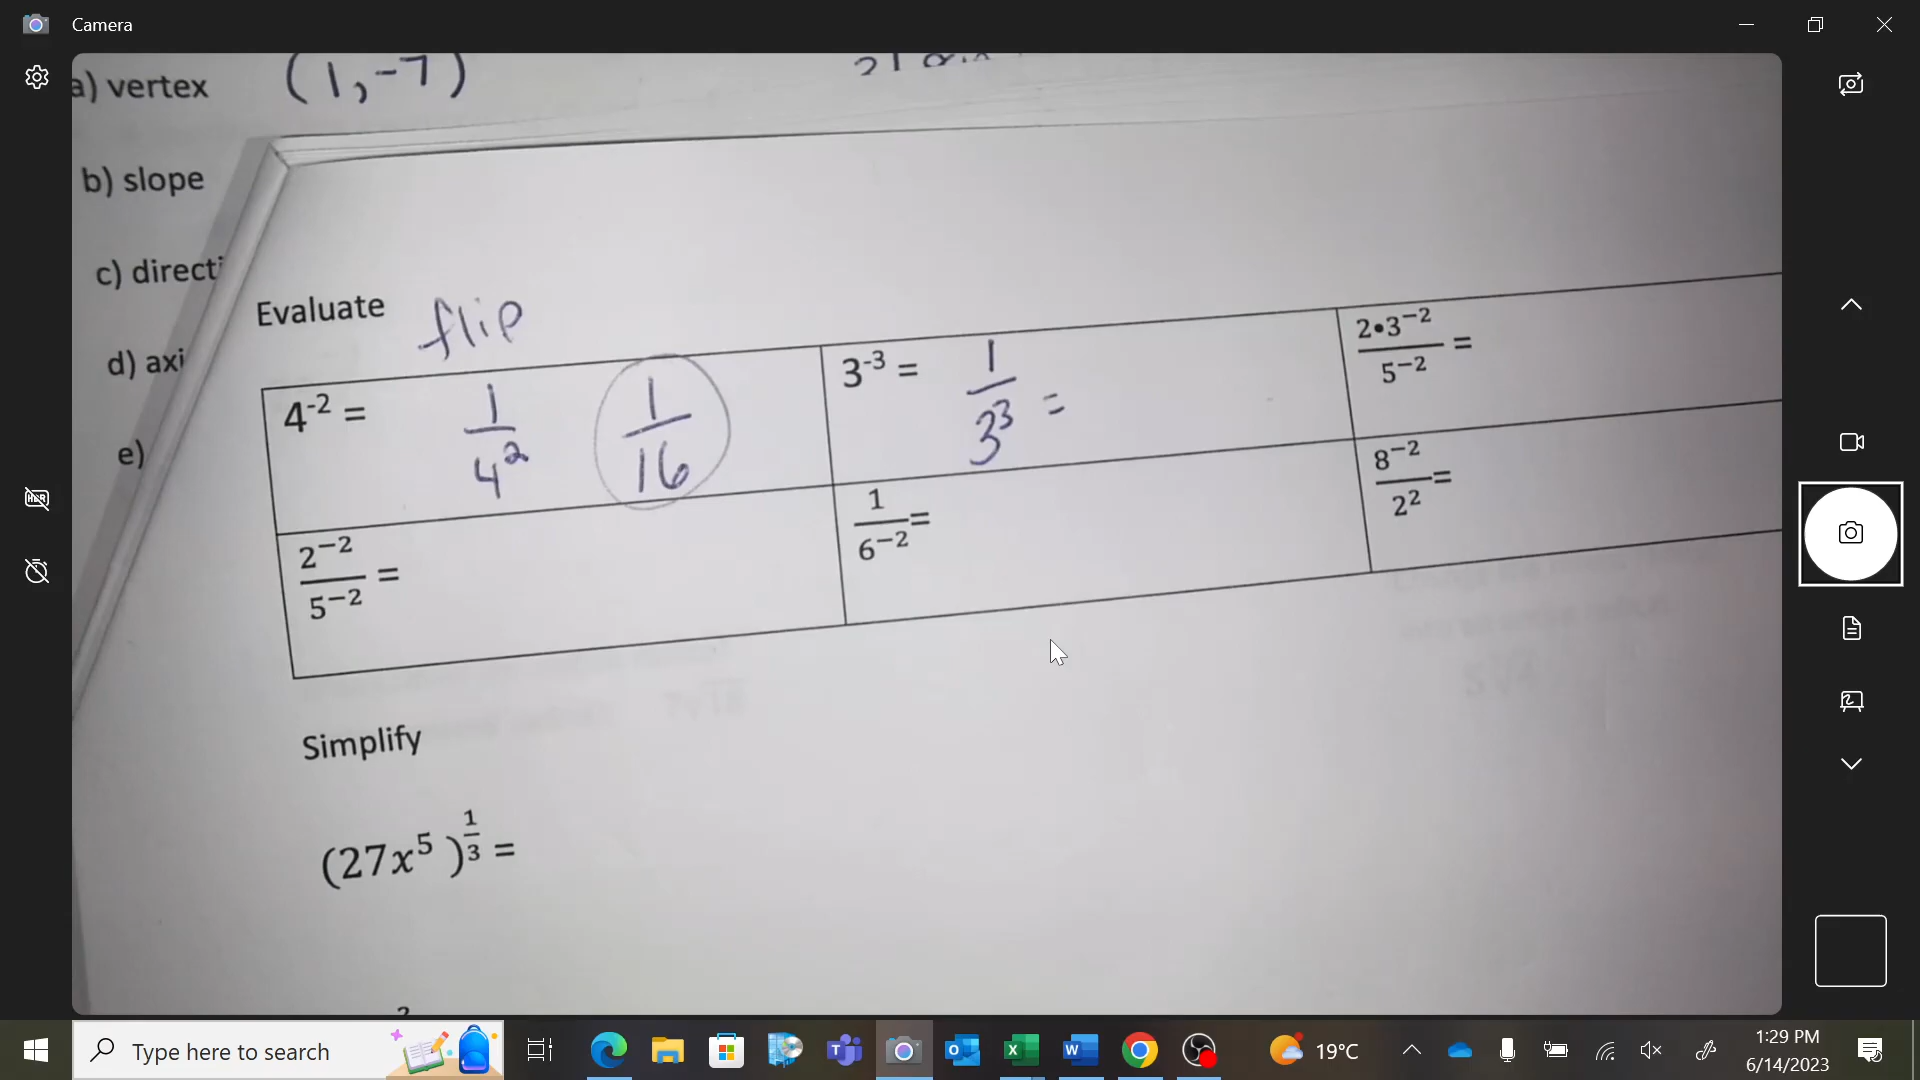 Camera
a) vertex (1,-7)
b) slope
c) directi
d) axi
e)
Evaluate flip
4^-2 = 1/4^2 1/16
3^-3 = 1/3^3 =
2•3^−2/5^−2 =
2^−2/5^−2 =
1/6^−2 =
8^−2/2^2 =
Simplify
(27x^5)^1/3 =
Type here to search
19°C
1:29 PM
6/14/2023